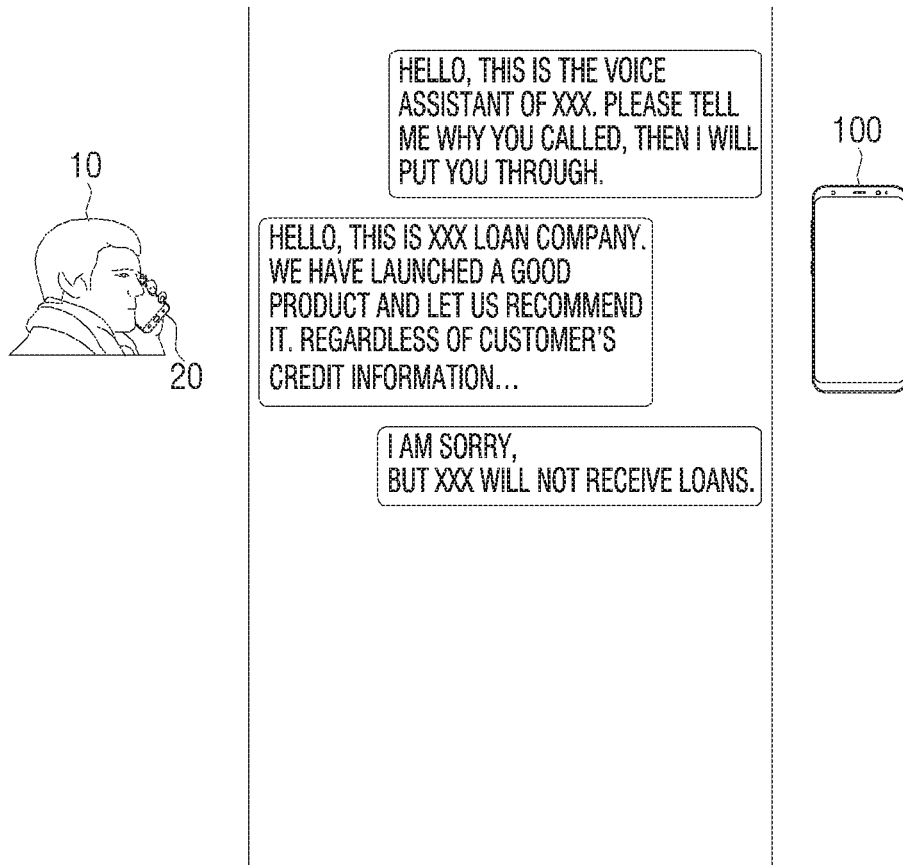 HELLO, THIS IS THE VOICE
ASSISTANT OF XXX. PLEASE TELL
ME WHY YOU CALLED, THEN I WILL
PUT YOU THROUGH.
100
10
20
HELLO, THIS IS XXX LOAN COMPANY.
WE HAVE LAUNCHED A GOOD
PRODUCT AND LET US RECOMMEND
IT. REGARDLESS OF CUSTOMER'S
CREDIT INFORMATION...
I AM SORRY,
BUT XXX WILL NOT RECEIVE LOANS.